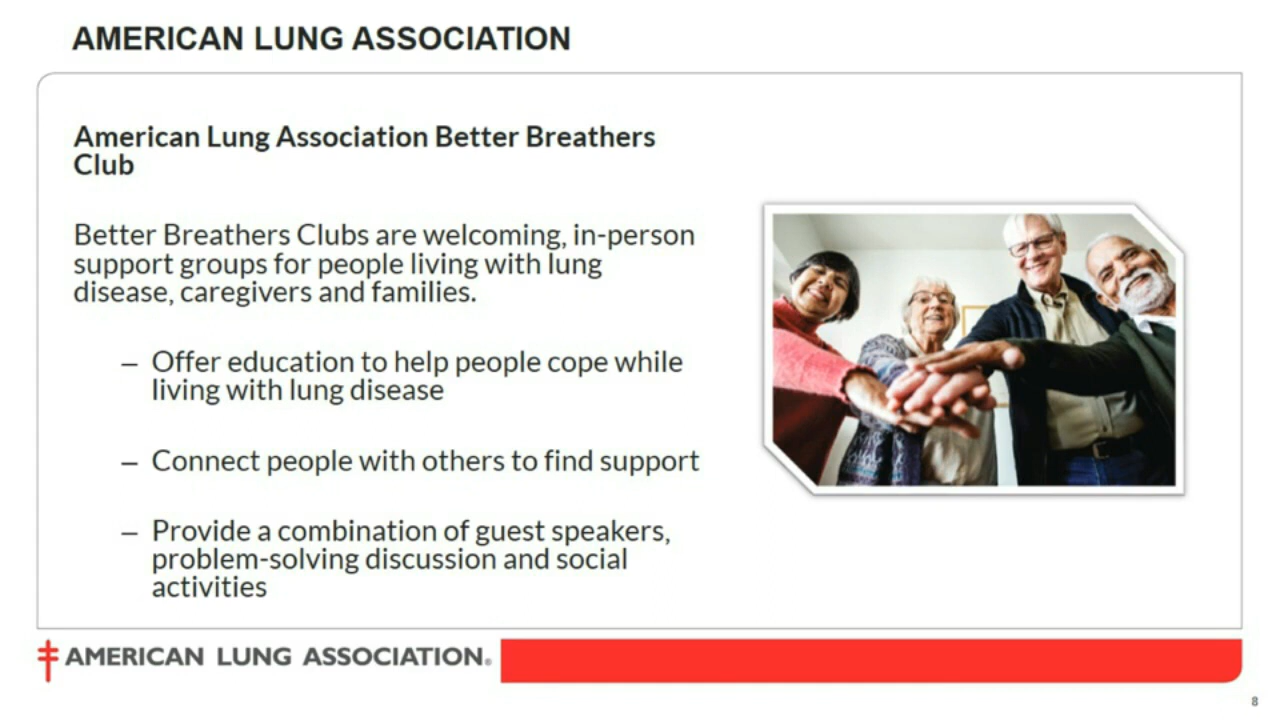 AMERICAN LUNG ASSOCIATION
American Lung Association Better Breathers
Club
Better Breathers Clubs are welcoming, in-person
support groups for people living with lung
disease, caregivers and families.
– Offer education to help people cope while
living with lung disease
– Connect people with others to find support
– Provide a combination of guest speakers,
problem-solving discussion and social
activities
AMERICAN LUNG ASSOCIATION®
8